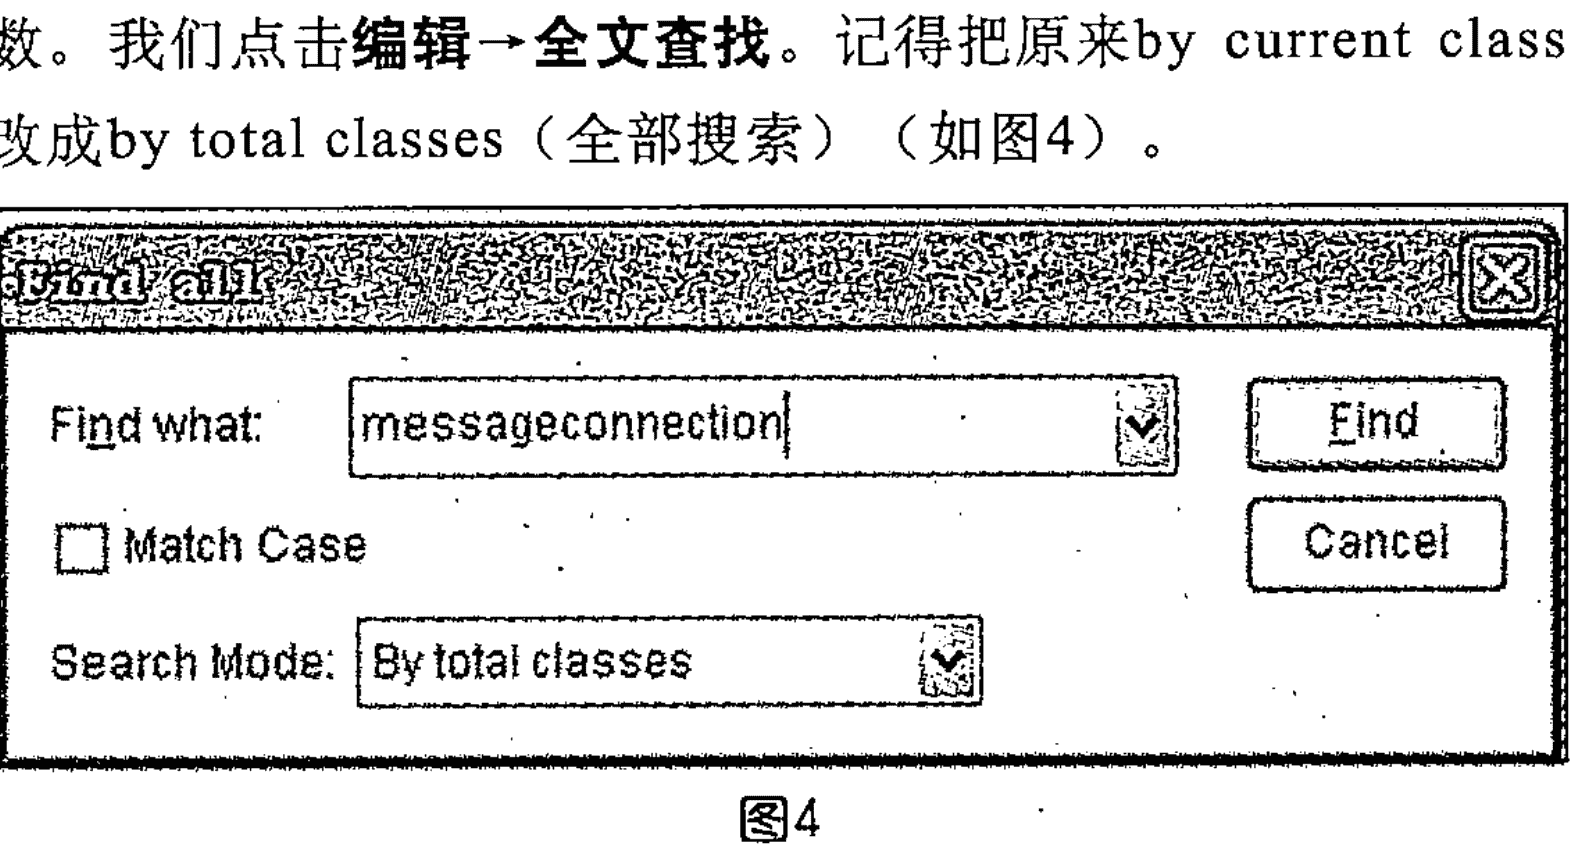 数。我们点击编辑→全文查找。记得把原来by current class
改成by total classes（全部搜索）（如图4）。
Find all
Find what: messageconnection Find
Match Case Cancel
Search Mode: By total classes
图4